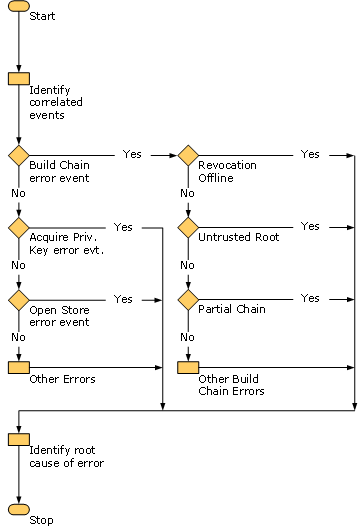 Start
Identify
correlated
events
Build Chain
error event
Yes
Revocation
Offline
Yes
No
No
Acquire Priv.
Key error evt.
Yes
Untrusted Root
Yes
No
No
Open Store
error event
Yes
Partial Chain
Yes
No
No
Other Errors
Other Build
Chain Errors
Identify root
cause of error
Stop